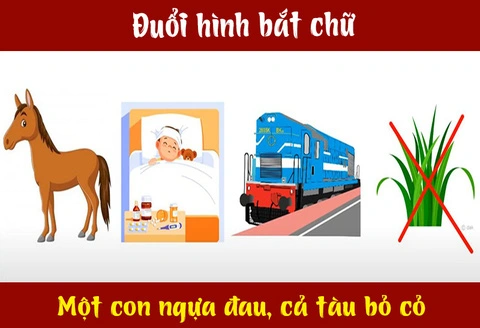 Đuổi hình bắt chữ
Một con ngựa đau, cả tàu bỏ cỏ